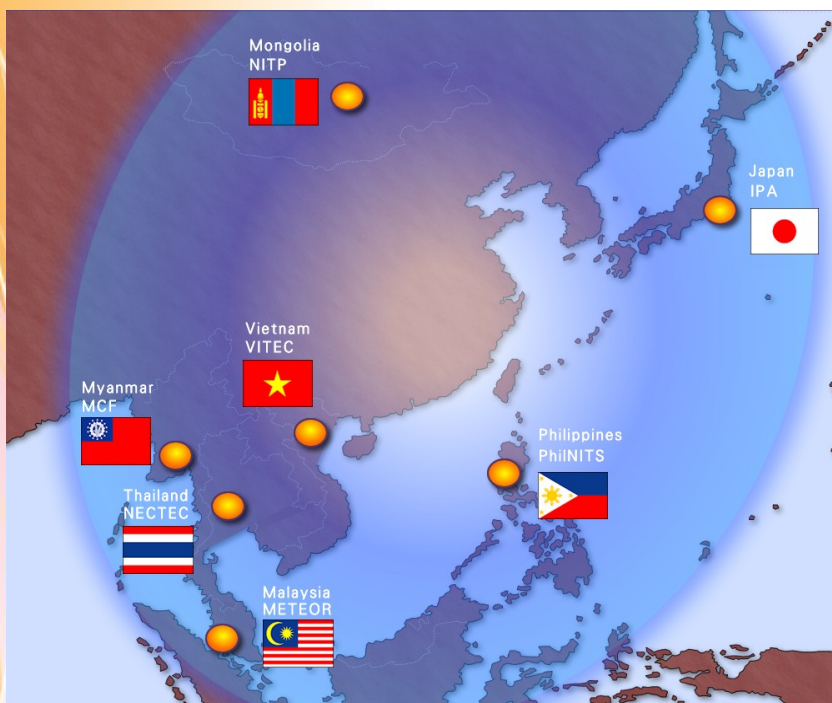 Mongolia
NITP
Japan
IPA
Vietnam
VITEC
Myanmar
MCF
Philippines
PhilNITS
Thailand
NECTEC
Malaysia
METEOR